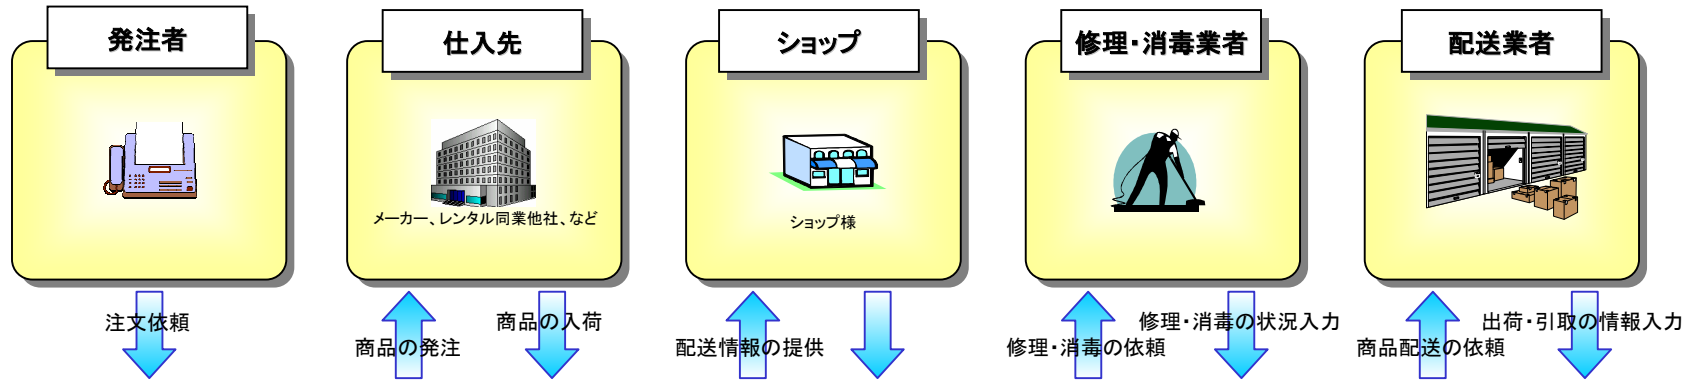 発注者
仕入先
ショップ
修理・消毒業者
配送業者
メーカー、レンタル同業他社、など
ショップ様
注文依頼
商品の発注
商品の入荷
配送情報の提供
修理・消毒の依頼
修理・消毒の状況入力
商品配送の依頼
出荷・引取の情報入力